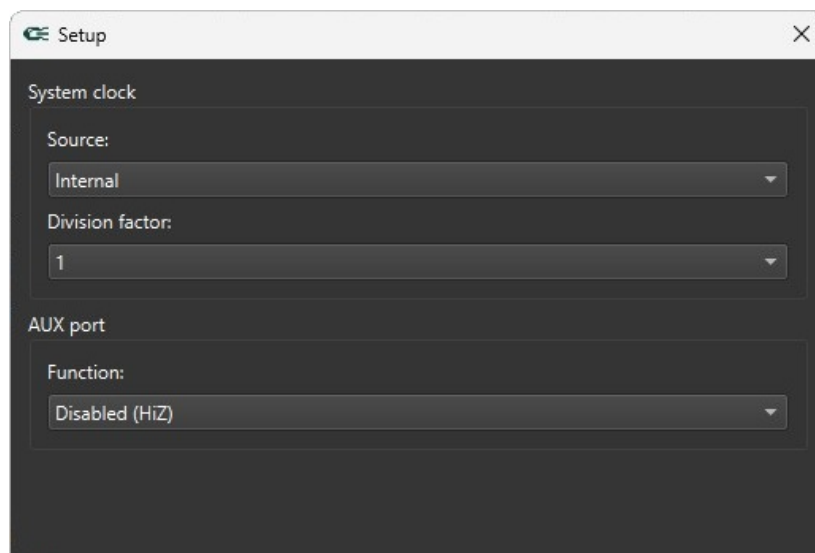 Setup
System clock
Source:
Internal
Division factor:
1
AUX port
Function:
Disabled (HiZ)